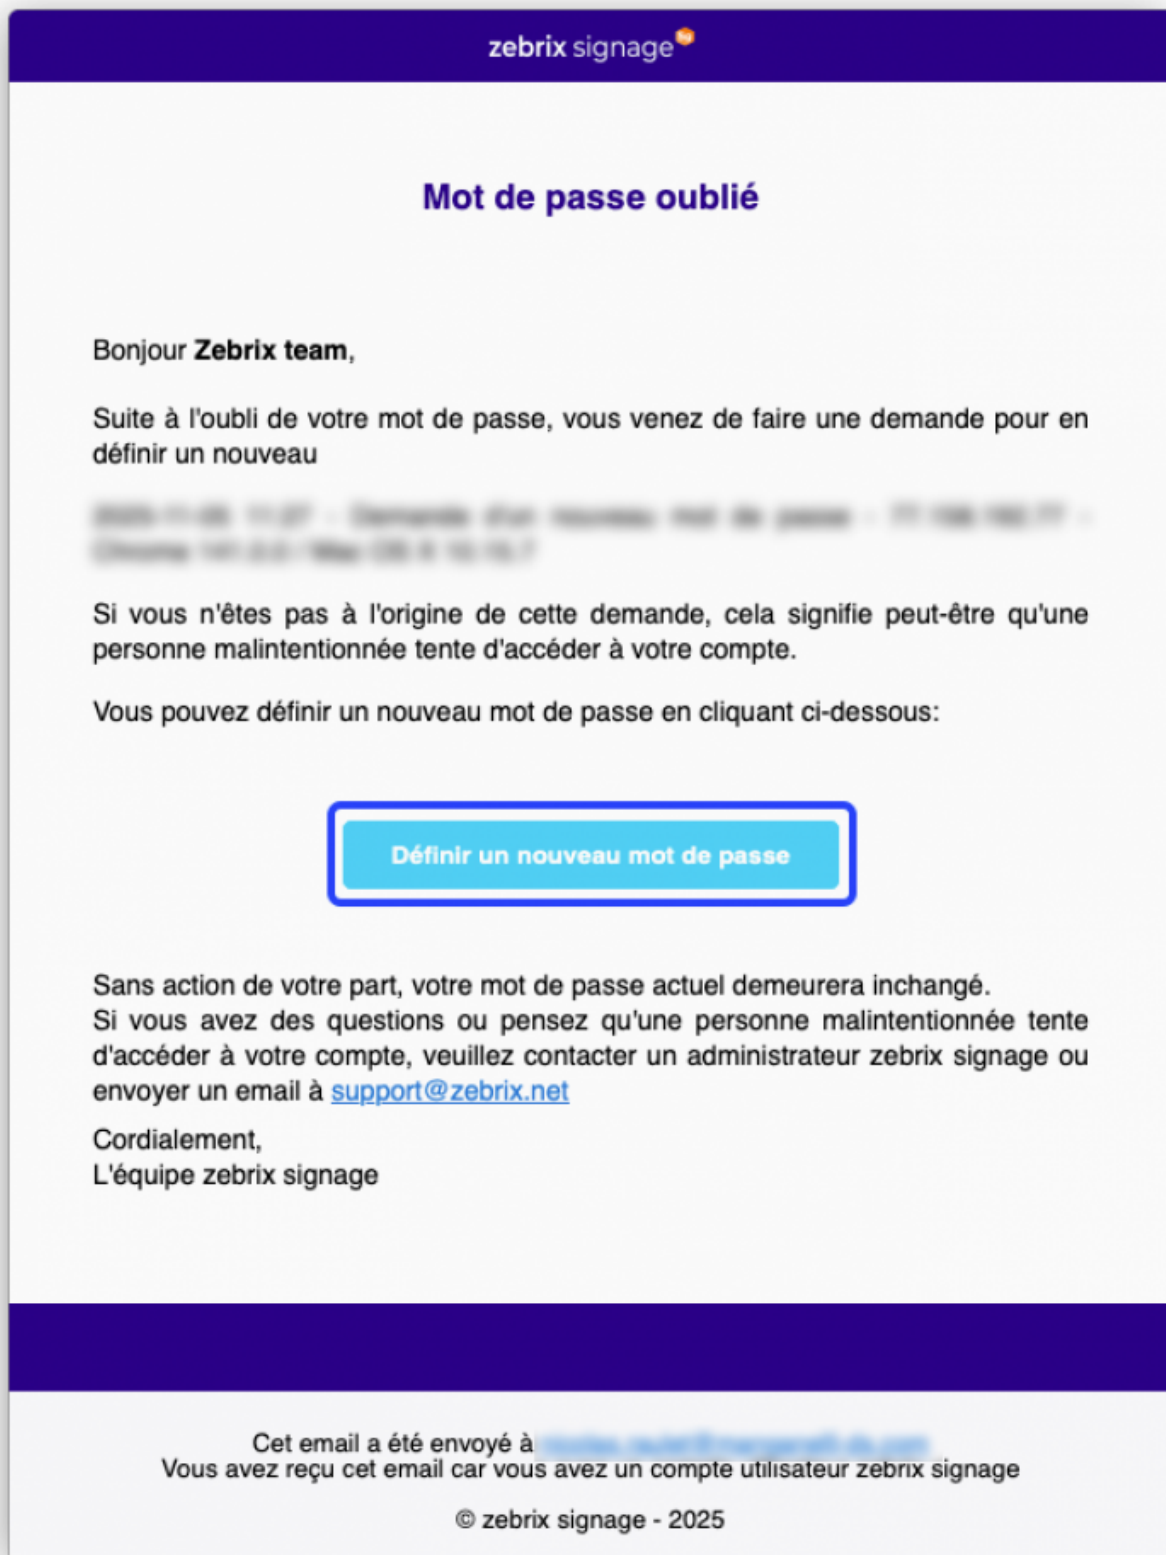 zebrix signage
Mot de passe oublié
Bonjour Zebrix team,
Suite à l'oubli de votre mot de passe, vous venez de faire une demande pour en
définir un nouveau
Si vous n'êtes pas à l'origine de cette demande, cela signifie peut-être qu'une
personne malintentionnée tente d'accéder à votre compte.
Vous pouvez définir un nouveau mot de passe en cliquant ci-dessous:
Définir un nouveau mot de passe
Sans action de votre part, votre mot de passe actuel demeurera inchangé.
Si vous avez des questions ou pensez qu'une personne malintentionnée tente
d'accéder à votre compte, veuillez contacter un administrateur zebrix signage ou
envoyer un email à support@zebrix.net
Cordialement,
L'équipe zebrix signage
Cet email a été envoyé à
Vous avez reçu cet email car vous avez un compte utilisateur zebrix signage
© zebrix signage - 2025